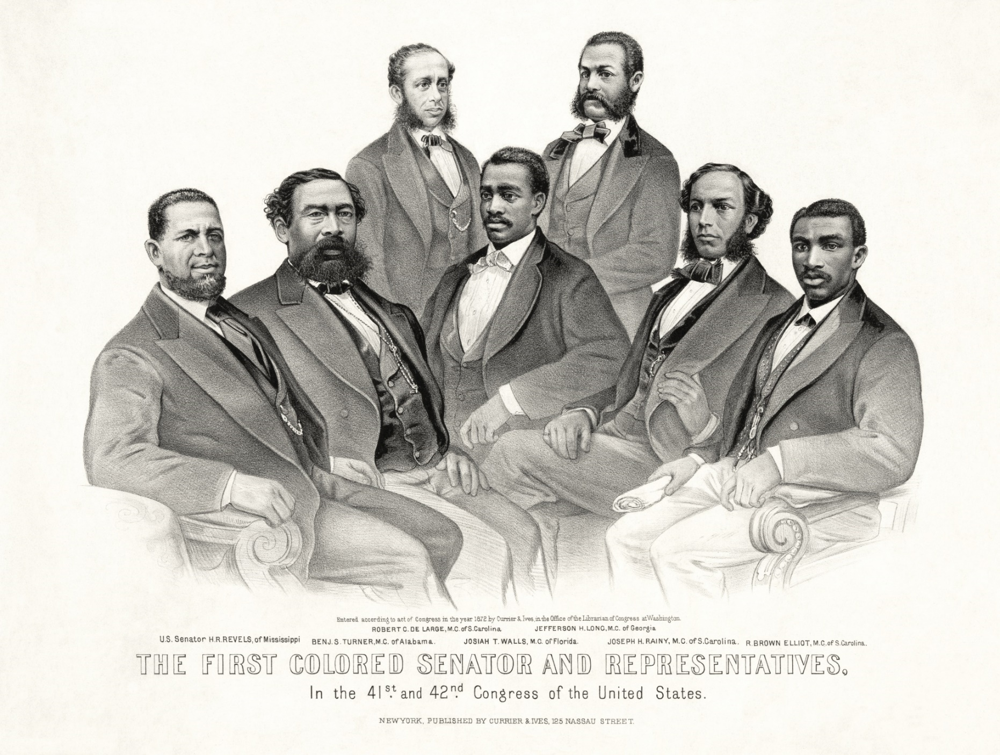 Entered according to act of Congress in the year 1872 by Currier & Ives, in the Office of the Librarian of Congress at Washington.
ROBERT C. DE LARGE, M.C. of S. Carolina JEFFERSON H. LONG, M.C. of Georgia
U.S. Senator H.R. REVELS, of Mississippi BENJ. S. TURNER, M.C. of Alabama. JOSIAH T. WALLS, M.C. of Florida. JOSEPH H. RAINY, M.C. of S. Carolina. R. BROWN ELLIOT, M.C. of S. Carolina.
THE FIRST COLORED SENATOR AND REPRESENTATIVES.
In the 41st. and 42nd. Congress of the United States.
NEW YORK, PUBLISHED BY CURRIER & IVES, 125 NASSAU STREET.